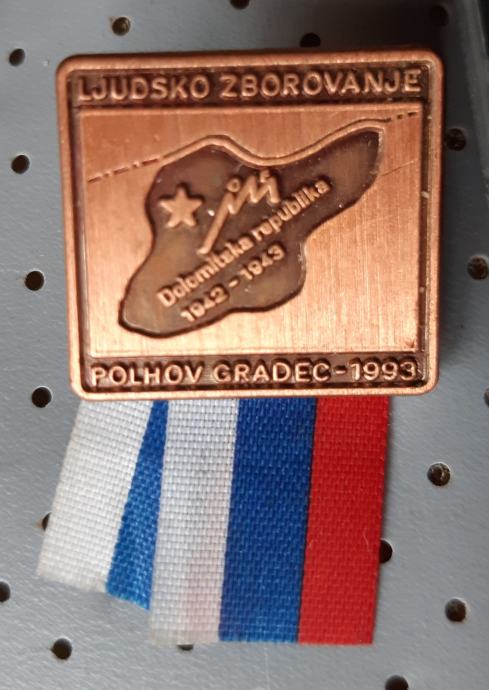 LJUDSKO ZBOROVANJE
Dolomitska republika
1942 - 1943
POLHOV GRADEC-1993